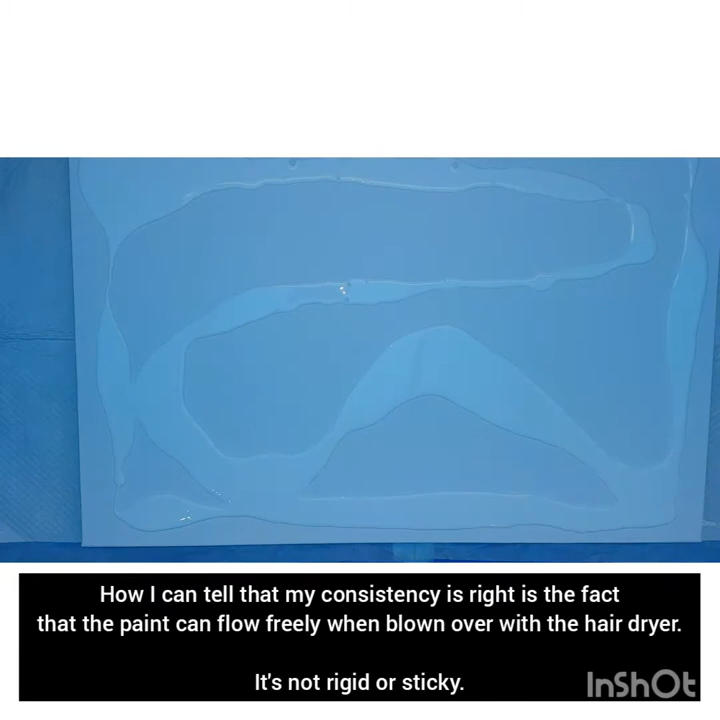 How I can tell that my consistency is right is the fact
that the paint can flow freely when blown over with the hair dryer.
It's not rigid or sticky.
InShOt